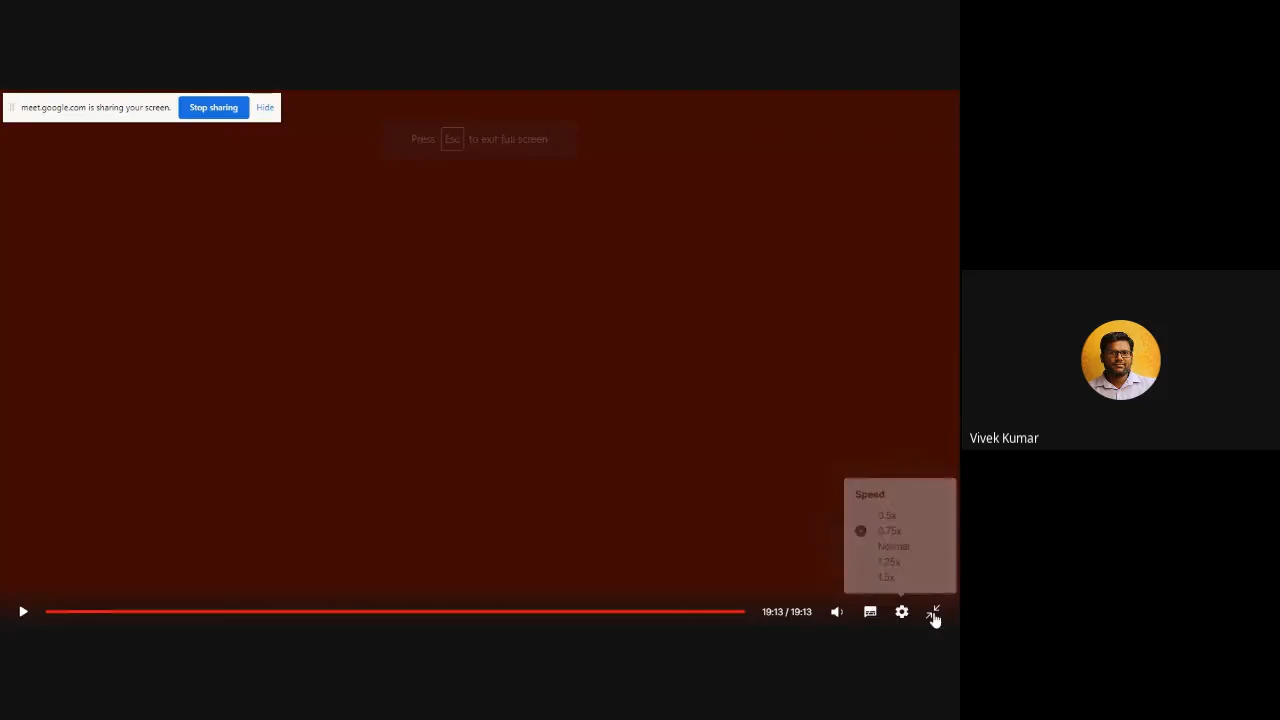 meet.google.com is sharing your screen. Stop sharing Hide
Press Esc to exit full screen
Vivek Kumar
Speed
0.5x
0.75x
Normal
1.25x
1.5x
19:13 / 19:13